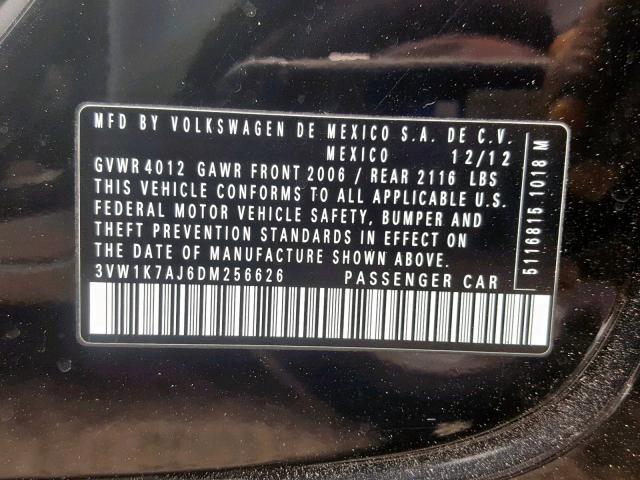 MFD BY VOLKSWAGEN DE MEXICO S.A. DE C.V.
MEXICO 12/12
GVWR 4012 GAWR FRONT 2006 / REAR 2116 LBS
THIS VEHICLE CONFORMS TO ALL APPLICABLE U.S.
FEDERAL MOTOR VEHICLE SAFETY, BUMPER AND
THEFT PREVENTION STANDARDS IN EFFECT ON
THE DATE OF MANUFACTURE SHOWN ABOVE.
3VW1K7AJ6DM256626 PASSENGER CAR
5116815 1018 M